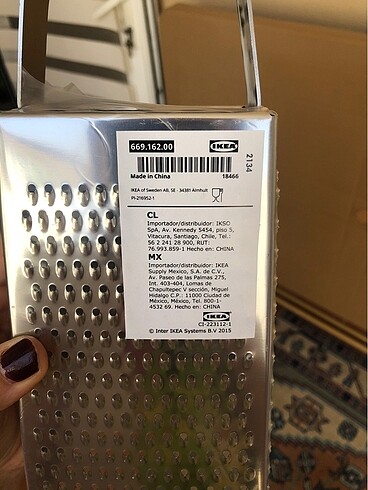 669.162.00 IKEA
2134
Made in China 18466
IKEA of Sweden AB, SE - 34381 Älmhult
PI-216952-1
CL
Importador/distribuidor: IKSO
SpA, Av. Kennedy 5454, piso 5,
Vitacura, Santiago, Chile, Tel.:
56 2 241 28 900, RUT:
76.993.859-1 Hecho en: CHINA
MX
Importador/distribuidor: IKEA
Supply Mexico, S.A. de C.V.,
Av. Paseo de las Palmas 275,
Int. 403-404, Lomas de
Chapultepec V sección, Miguel
Hidalgo C.P.: 11000 Ciudad de
México, México, Tel. 800-1-
4532 69. Hecho en: CHINA
IKEA
CI-223112-1
© Inter IKEA Systems B.V 2015